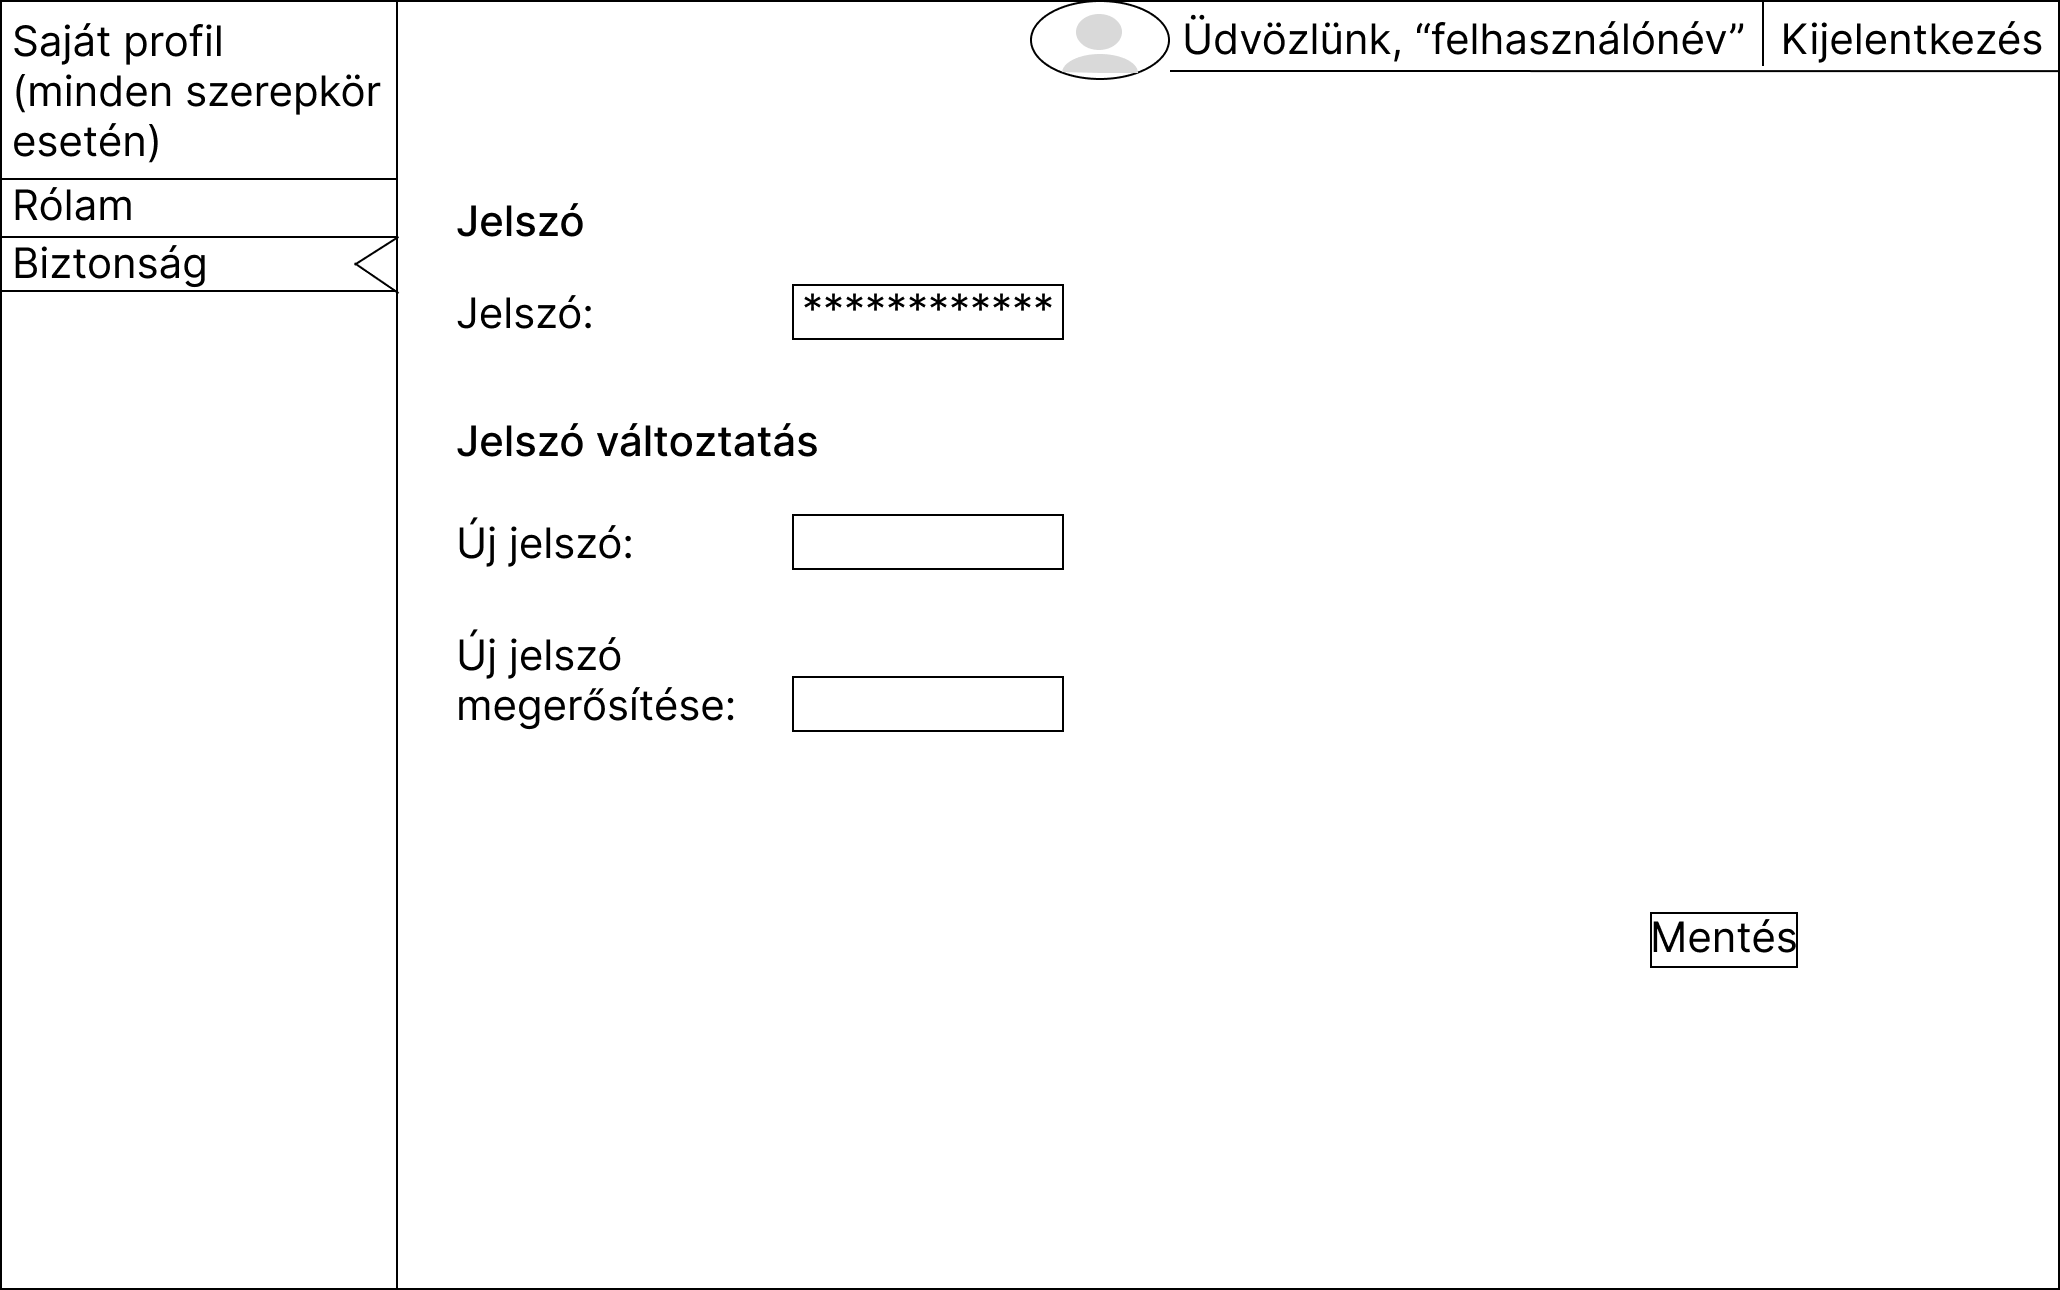 Saját profil
(minden szerepkör
esetén)
Rólam
Biztonság
Üdvözlünk, “felhasználónév”
Kijelentkezés
Jelszó
Jelszó:
************
Jelszó változtatás
Új jelszó:
Új jelszó
megerősítése:
Mentés